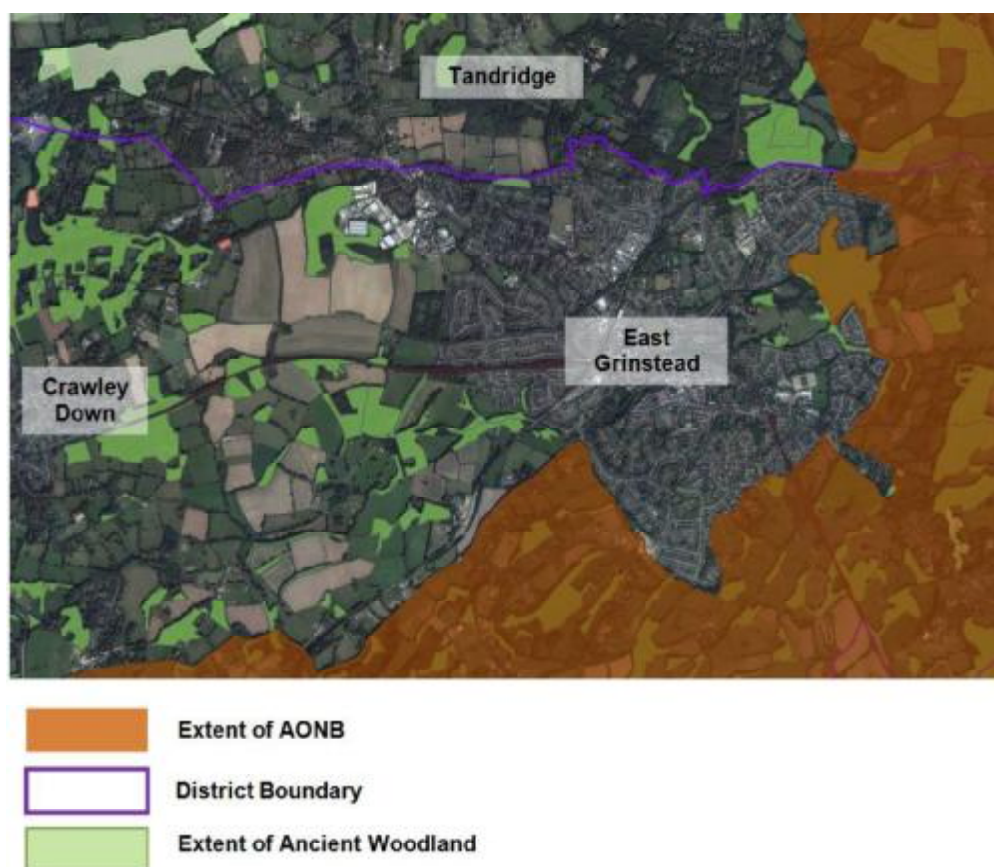 Tandridge
East
Grinstead
Crawley
Down
Extent of AONB
District Boundary
Extent of Ancient Woodland